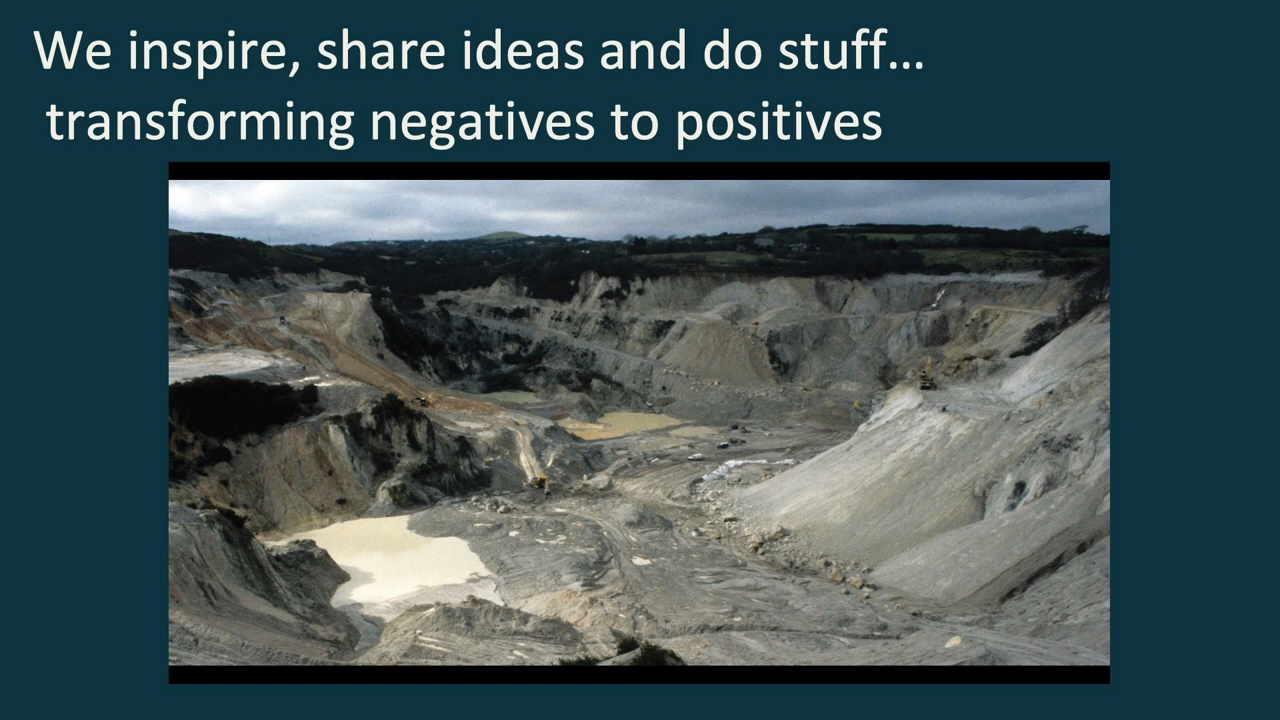 We inspire, share ideas and do stuff…
transforming negatives to positives